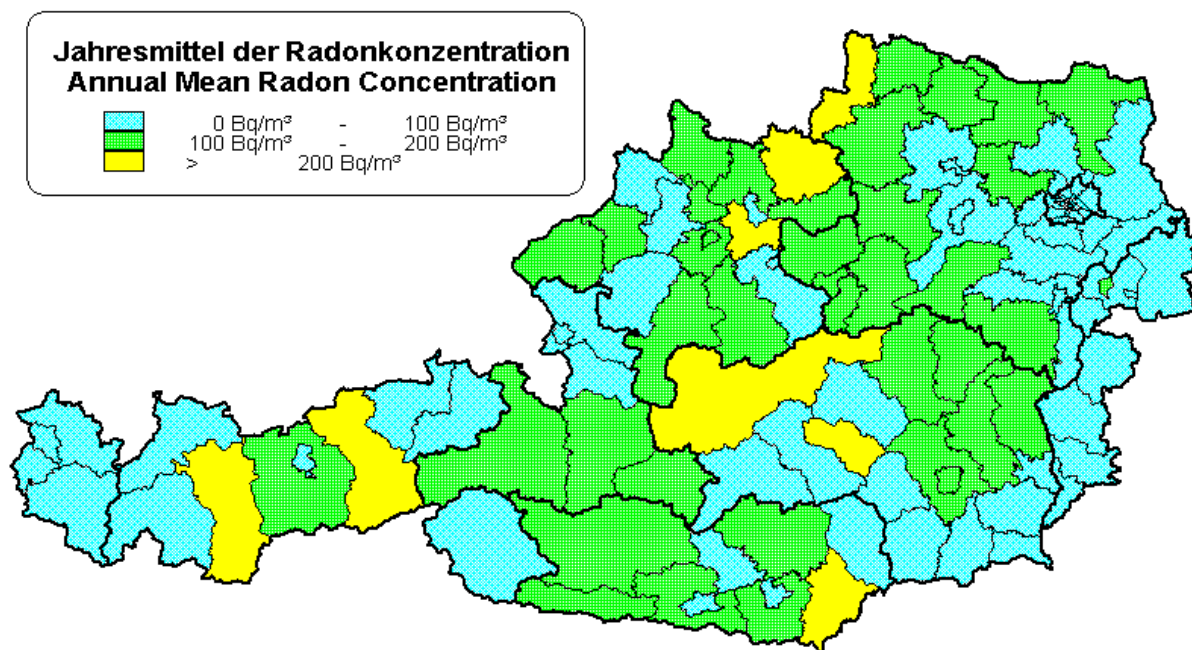 Jahresmittel der Radonkonzentration
Annual Mean Radon Concentration
0 Bq/m³ - 100 Bq/m³
100 Bq/m³ - 200 Bq/m³
> 200 Bq/m³